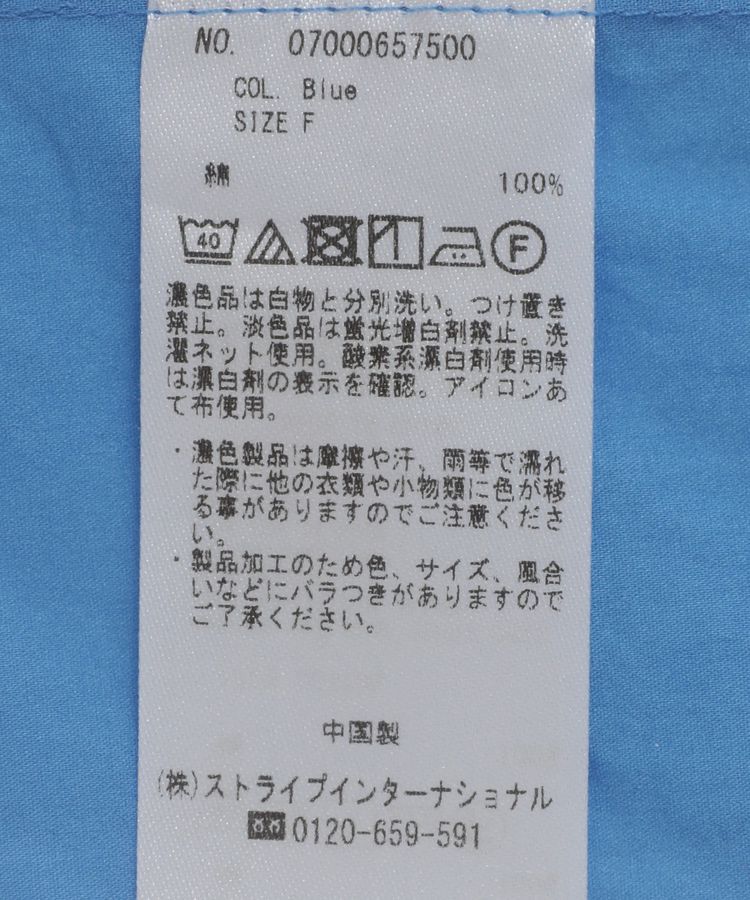 NO. 07000657500
COL. Blue
SIZE F
綿 100%
40 F
濃色品は白物と分別洗い。つけ置き
禁止。淡色品は蛍光増白剤禁止。洗
濯ネット使用。酸素系漂白剤使用時
は漂白剤の表示を確認。アイロンあ
て布使用。
・濃色製品は摩擦や汗、雨等で濡れ
た際に他の衣類や小物類に色が移
る事がありますのでご注意くださ
い。
・製品加工のため色、サイズ、風合
いなどにバラつきがありますので
ご了承ください。
中国製
(株)ストライプインターナショナル
0120-659-591